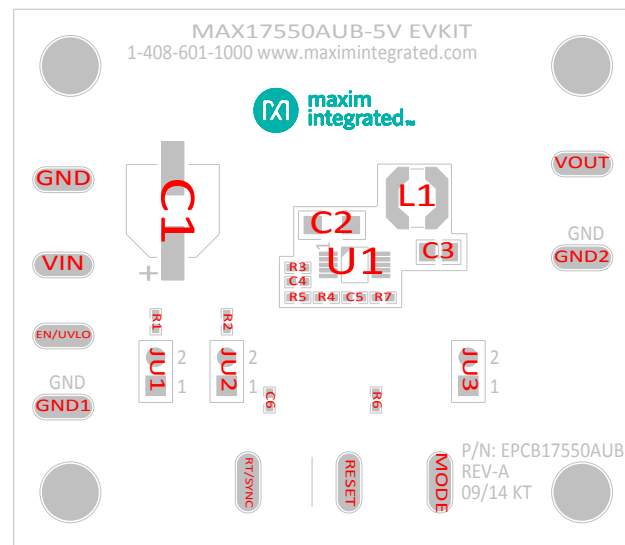 MAX17550AUB-5V EVKIT
1-408-601-1000 www.maximintegrated.com
maxim
integrated™
GND
VIN
EN/UVLO
GND
GND1
C1
+
C2
L1
U1
1
C3
R3
C4
R5 R4 C5 R7
VOUT
GND
GND2
R1
R2
JU1
2
1
JU2
2
1
C6
R6
JU3
2
1
RT/SYNC
RESET
MODE
P/N: EPCB17550AUB
REV-A
09/14 KT